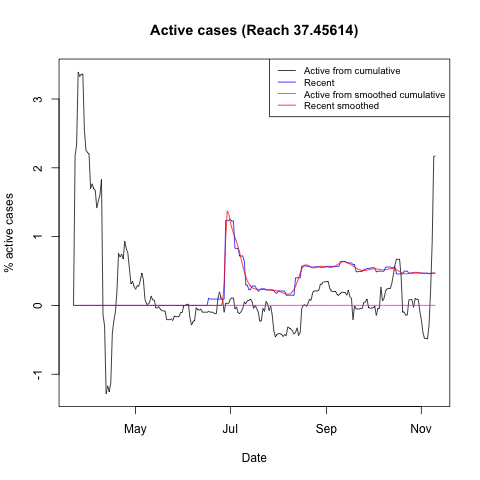 Active cases (Reach 37.45614)
Active from cumulative
Recent
Active from smoothed cumulative
Recent smoothed
% active cases
3
2
1
0
-1
May
Jul
Sep
Nov
Date